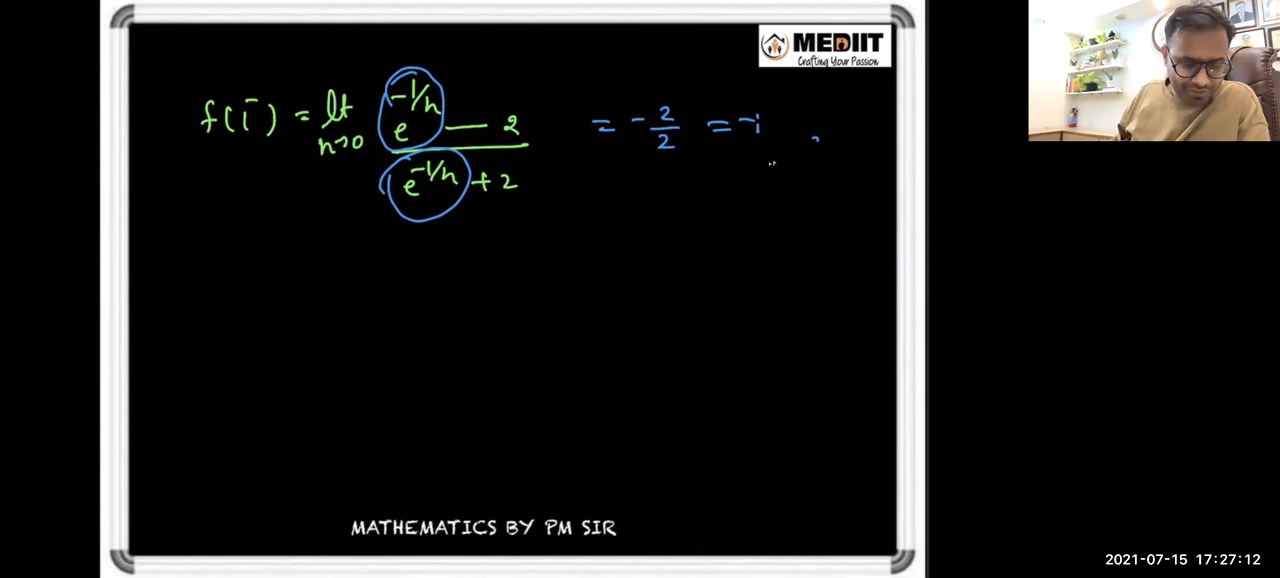 MEDIIT
Crafting Your Passion
f(1⁻) = lt h→0 (e^(-1/h) — 2) / (e^(-1/h) + 2) = -2/2 = -1 ,
MATHEMATICS BY PM SIR
2021-07-15 17:27:12